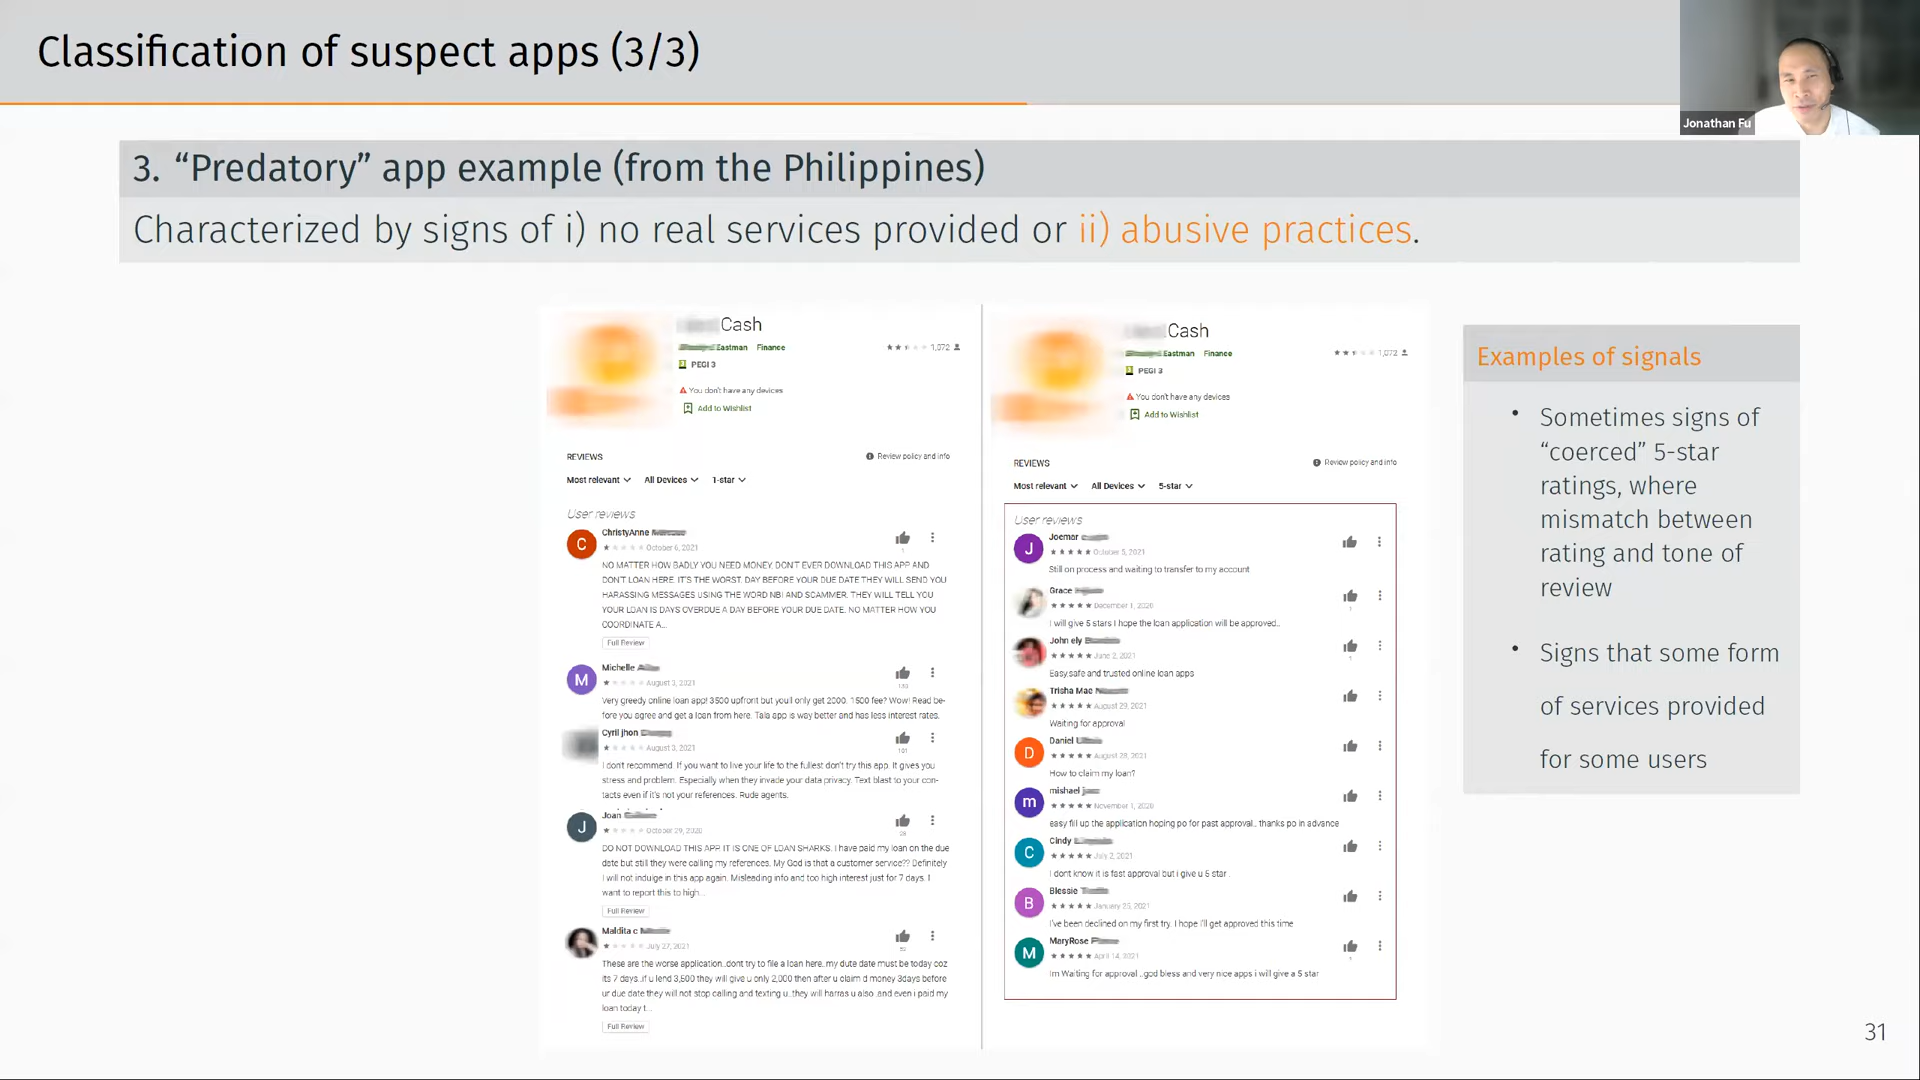 Classification of suspect apps (3/3)
Jonathan Fu
3. “Predatory” app example (from the Philippines)
Characterized by signs of i) no real services provided or ii) abusive practices.
Cash
Eastman Finance
1,072
PEGI 3
You don't have any devices
Add to Wishlist
REVIEWS
Review policy and info
Most relevant All Devices 1-star
User reviews
C
ChristyAnne
October 6, 2021
1
NO MATTER HOW BADLY YOU NEED MONEY. DON'T EVER DOWNLOAD THIS APP AND
DON'T LOAN HERE. IT'S THE WORST. DAY BEFORE YOUR DUE DATE THEY WILL SEND YOU
HARASSING MESSAGES USING THE WORD NBI AND SCAMMER. THEY WILL TELL YOU
YOUR LOAN IS DAYS OVERDUE A DAY BEFORE YOUR DUE DATE. NO MATTER HOW YOU
COORDINATE A...
Full Review
M
Michelle
August 3, 2021
Very greedy online loan app! 3500 upfront but you'll only get 2000. 1500 fee? Wow! Read be-
fore you agree and get a loan from here. Tala app is way better and has less interest rates.
Cyril jhon
August 3, 2021
101
I don't recommend. If you want to live your life to the fullest don't try this app. It gives you
stress and problem. Especially when they invade your data privacy. Text blast to your con-
tacts even if it's not your references. Rude agents.
J
Joan
October 29, 2020
DO NOT DOWNLOAD THIS APP. IT IS ONE OF LOAN SHARKS. I have paid my loan on the due
date but still they were calling my references. My God is that a customer service?? Definitely
I will not indulge in this app again. Misleading info and too high interest just for 7 days. I
want to report this to high...
Full Review
Maldita c
July 27, 2021
These are the worse application..dont try to file a loan here..my dute date must be today coz
its 7 days..if u lend 3,500 they will give u only 2,000 then after u claim d money 3days before
ur due date they will not stop calling and texting u..they will harras u also .and even i paid my
loan today t...
Full Review
Cash
Eastman Finance
1,072
PEGI 3
You don't have any devices
Add to Wishlist
REVIEWS
Review policy and info
Most relevant All Devices 5-star
User reviews
J
Joemar
October 5, 2021
Still on process and waiting to transfer to my account
Grace
December 1, 2020
1
I will give 5 stars I hope the loan application will be approved..
John ely
June 2, 2021
1
Easy,safe and trusted online loan apps
Trisha Mae
August 29, 2021
Waiting for approval
D
Daniel
August 29, 2021
How to claim my loan?
m
mishael
November 1, 2020
easy fill up the application hoping po for past approval.. thanks po in advance
C
Cindy
July 2, 2021
I dont know it is fast approval but i give u 5 star .
B
Blessie
January 25, 2021
I've been declined on my first try. I hope i'll get approved this time
M
MaryRose
April 14, 2021
1
Im Waiting for approval ..god bless and very nice apps i will give a 5 star
Examples of signals
• Sometimes signs of
“coerced” 5-star
ratings, where
mismatch between
rating and tone of
review
• Signs that some form
of services provided
for some users
31